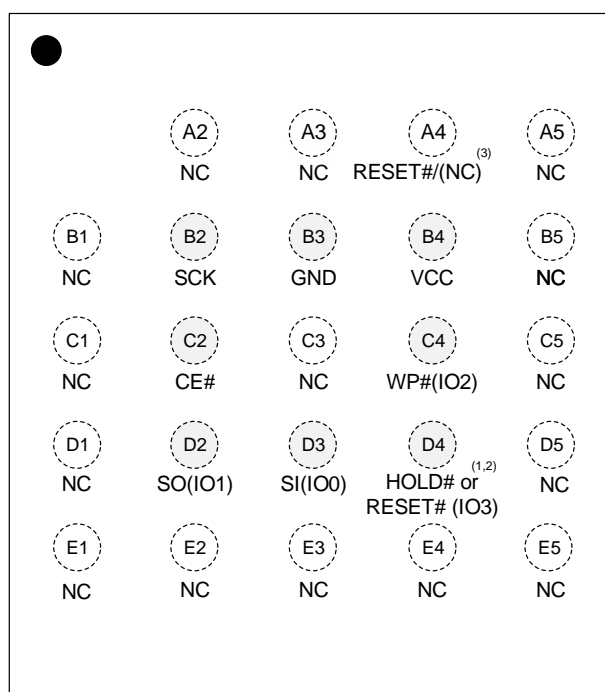 A2 A3 A4 A5
NC NC RESET#/(NC)(3) NC
B1 B2 B3 B4 B5
NC SCK GND VCC NC
C1 C2 C3 C4 C5
NC CE# NC WP#(IO2) NC
D1 D2 D3 D4 D5
NC SO(IO1) SI(IO0) HOLD# or(1,2) NC
RESET# (IO3)
E1 E2 E3 E4 E5
NC NC NC NC NC